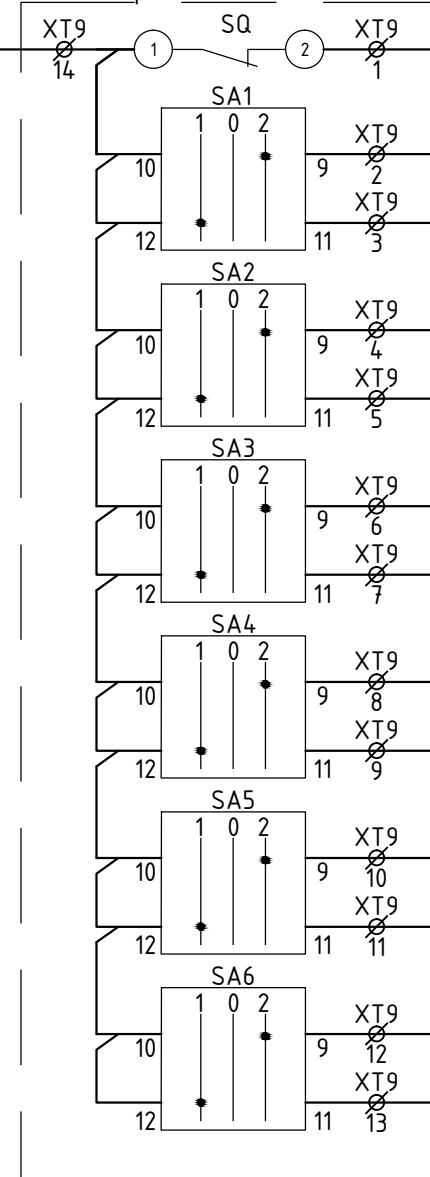 XT9 SQ XT9
1 2
14 1
SA1
1 0 2
XT9
10 9 2
XT9
12 11 3
SA2
1 0 2
XT9
10 9 4
XT9
12 11 5
SA3
1 0 2
XT9
10 9 6
XT9
12 11 7
SA4
1 0 2
XT9
10 9 8
XT9
12 11 9
SA5
1 0 2
XT9
10 9 10
XT9
12 11 11
SA6
1 0 2
XT9
10 9 12
XT9
12 11 13